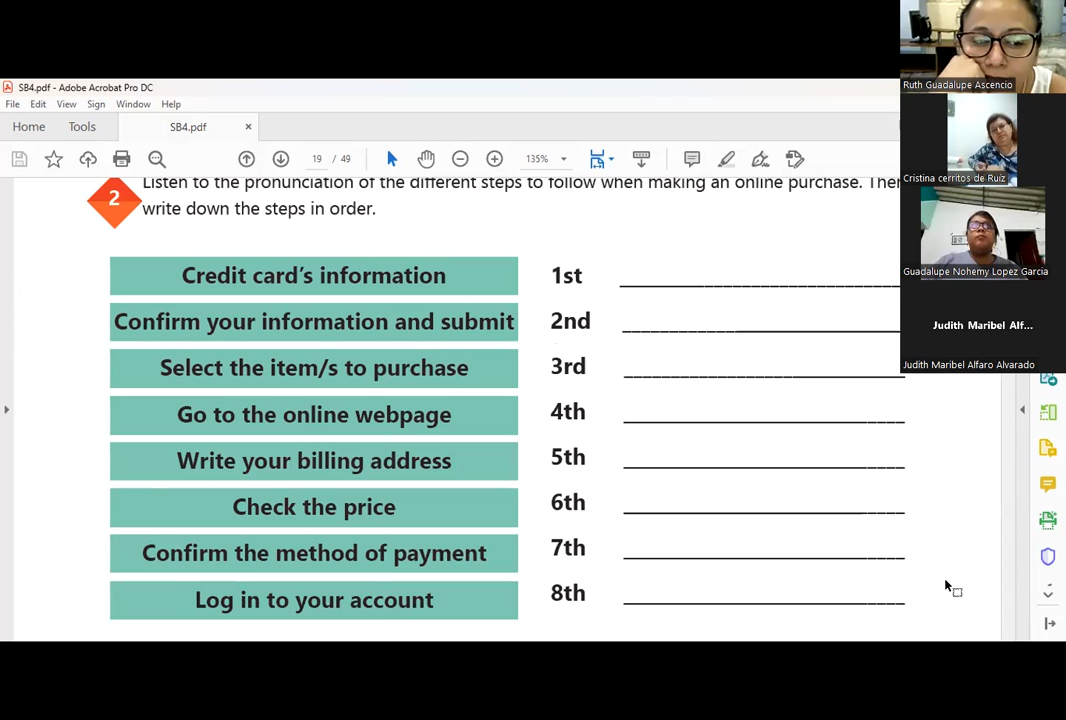 SB4.pdf - Adobe Acrobat Pro DC
File Edit View Sign Window Help
Home Tools SB4.pdf ×
19 / 49 135%
2
Listen to the pronunciation of the different steps to follow when making an online purchase.
write down the steps in order.
Credit card's information 1st
Confirm your information and submit 2nd
Select the item/s to purchase 3rd
Go to the online webpage 4th
Write your billing address 5th
Check the price 6th
Confirm the method of payment 7th
Log in to your account 8th
Ruth Guadalupe Ascencio
Cristina cerritos de Ruíz
Guadalupe Nohemy Lopez Garcia
Judith Maribel Alf...
Judith Maribel Alfaro Alvarado